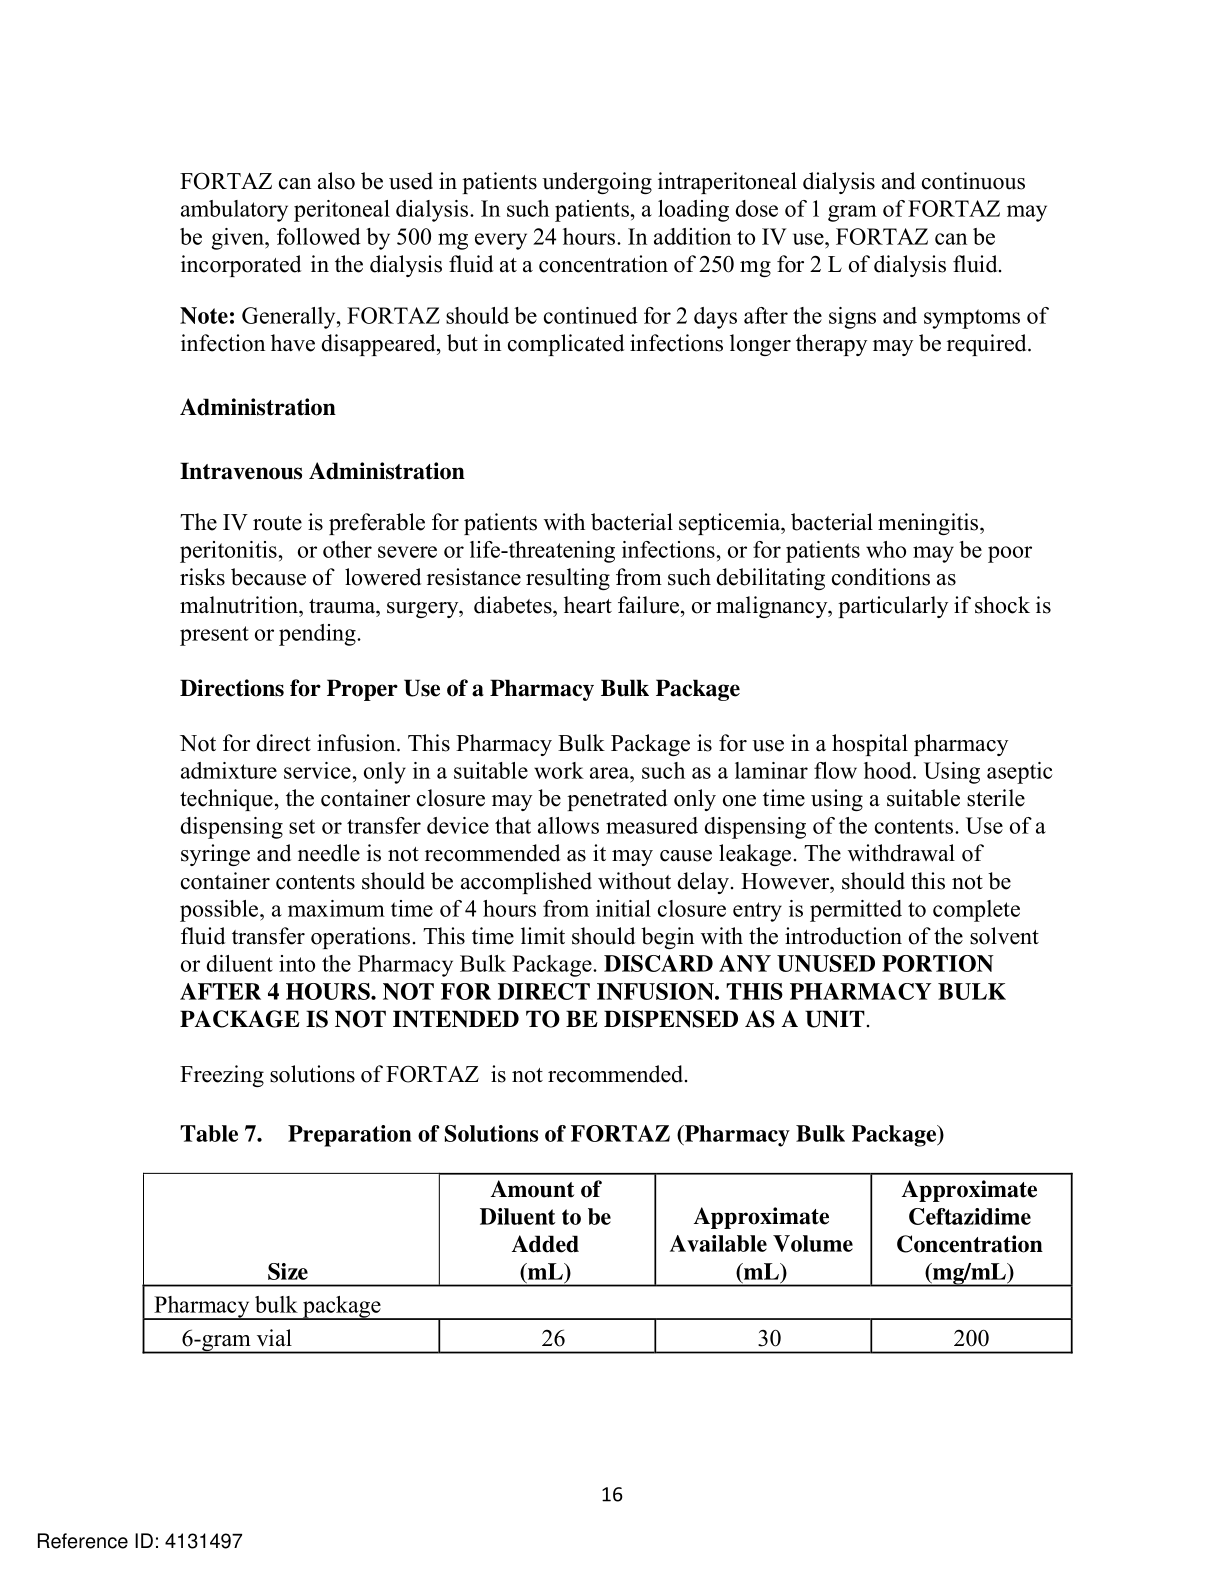 FORTAZ can also be used in patients undergoing intraperitoneal dialysis and continuous
ambulatory peritoneal dialysis. In such patients, a loading dose of 1 gram of FORTAZ may
be given, followed by 500 mg every 24 hours. In addition to IV use, FORTAZ can be
incorporated in the dialysis fluid at a concentration of 250 mg for 2 L of dialysis fluid.
Note: Generally, FORTAZ should be continued for 2 days after the signs and symptoms of
infection have disappeared, but in complicated infections longer therapy may be required.
Administration
Intravenous Administration
The IV route is preferable for patients with bacterial septicemia, bacterial meningitis,
peritonitis, or other severe or life-threatening infections, or for patients who may be poor
risks because of lowered resistance resulting from such debilitating conditions as
malnutrition, trauma, surgery, diabetes, heart failure, or malignancy, particularly if shock is
present or pending.
Directions for Proper Use of a Pharmacy Bulk Package
Not for direct infusion. This Pharmacy Bulk Package is for use in a hospital pharmacy
admixture service, only in a suitable work area, such as a laminar flow hood. Using aseptic
technique, the container closure may be penetrated only one time using a suitable sterile
dispensing set or transfer device that allows measured dispensing of the contents. Use of a
syringe and needle is not recommended as it may cause leakage. The withdrawal of
container contents should be accomplished without delay. However, should this not be
possible, a maximum time of 4 hours from initial closure entry is permitted to complete
fluid transfer operations. This time limit should begin with the introduction of the solvent
or diluent into the Pharmacy Bulk Package. DISCARD ANY UNUSED PORTION
AFTER 4 HOURS. NOT FOR DIRECT INFUSION. THIS PHARMACY BULK
PACKAGE IS NOT INTENDED TO BE DISPENSED AS A UNIT.
Freezing solutions of FORTAZ is not recommended.
Table 7. Preparation of Solutions of FORTAZ (Pharmacy Bulk Package)
Size
Amount of
Diluent to be
Added
(mL)
Approximate
Available Volume
(mL)
Approximate
Ceftazidime
Concentration
(mg/mL)
Pharmacy bulk package
6-gram vial 26 30 200
16
Reference ID: 4131497